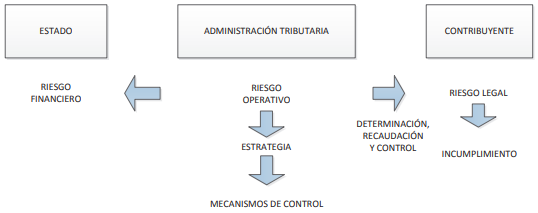 ESTADO
ADMINISTRACIÓN TRIBUTARIA
CONTRIBUYENTE
RIESGO
FINANCIERO
RIESGO
OPERATIVO
RIESGO LEGAL
DETERMINACIÓN,
RECAUDACIÓN
Y CONTROL
ESTRATEGIA
INCUMPLIMIENTO
MECANISMOS DE CONTROL